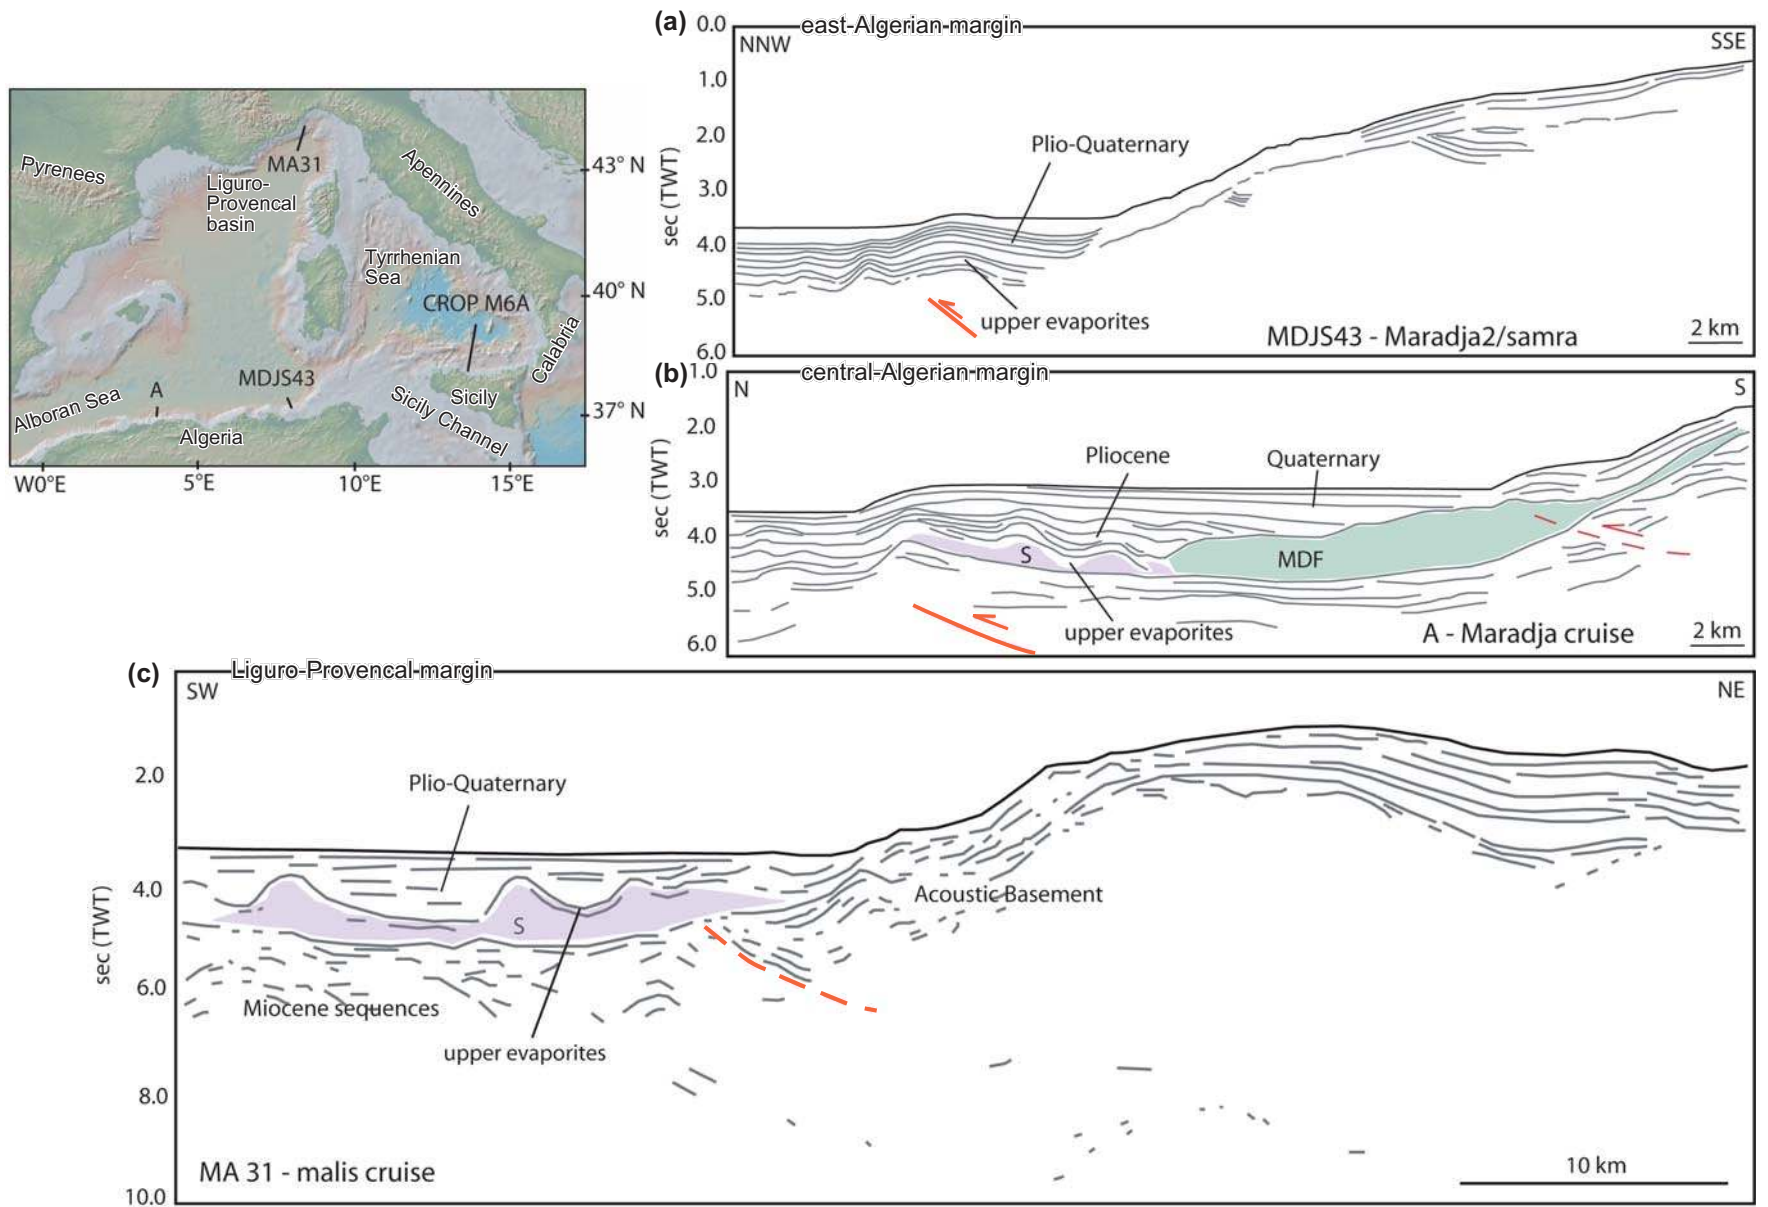 (a)
east-Algerian margin
0.0
1.0
2.0
3.0
4.0
5.0
6.0
sec (TWT)
NNW
SSE
Plio-Quaternary
upper evaporites
MDJS43 - Maradja2/samra
2 km
Pyrenees
MA31
Liguro-
Provencal
basin
Apennines
Tyrrhenian
Sea
CROP M6A
Calabria
MDJS43
A
Alboran Sea
Algeria
Sicily
Sicily Channel
43° N
40° N
37° N
W0°E
5°E
10°E
15°E
(b)
central-Algerian margin
1.0
2.0
3.0
4.0
5.0
6.0
sec (TWT)
N
S
Pliocene
Quaternary
S
MDF
upper evaporites
A - Maradja cruise
2 km
(c)
Liguro-Provencal margin
SW
NE
2.0
4.0
6.0
8.0
10.0
sec (TWT)
Plio-Quaternary
S
Acoustic Basement
Miocene sequences
upper evaporites
MA 31 - malis cruise
10 km